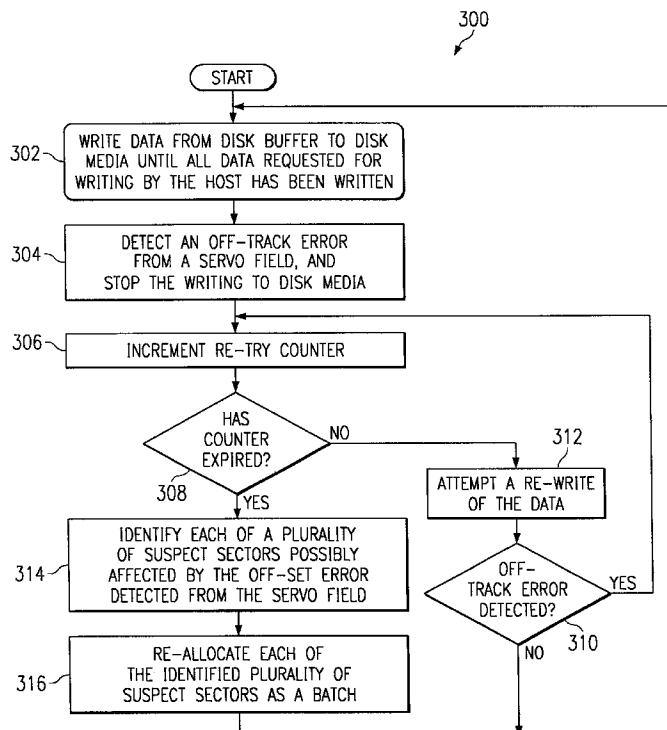 300
START
302
WRITE DATA FROM DISK BUFFER TO DISK
MEDIA UNTIL ALL DATA REQUESTED FOR
WRITING BY THE HOST HAS BEEN WRITTEN
304
DETECT AN OFF-TRACK ERROR
FROM A SERVO FIELD, AND
STOP THE WRITING TO DISK MEDIA
306
INCREMENT RE-TRY COUNTER
HAS
COUNTER
EXPIRED?
308
NO
YES
312
ATTEMPT A RE-WRITE
OF THE DATA
314
IDENTIFY EACH OF A PLURALITY
OF SUSPECT SECTORS POSSIBLY
AFFECTED BY THE OFF-SET ERROR
DETECTED FROM THE SERVO FIELD
OFF-
TRACK ERROR
DETECTED?
YES
310
NO
316
RE-ALLOCATE EACH OF
THE IDENTIFIED PLURALITY OF
SUSPECT SECTORS AS A BATCH